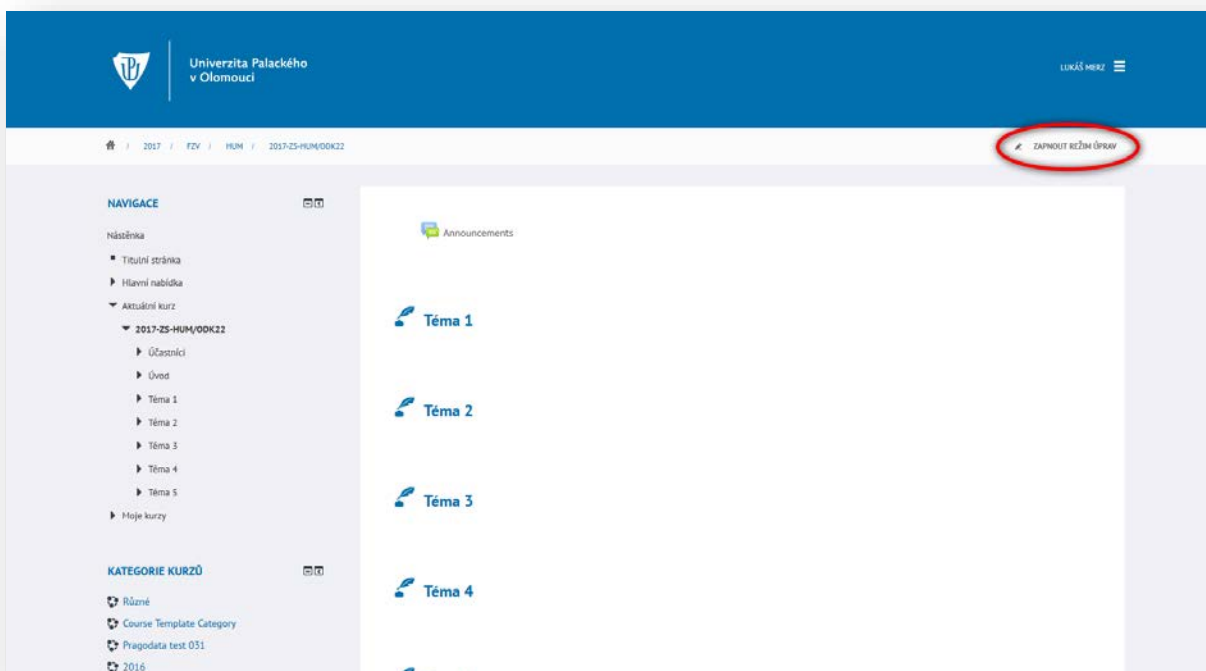 Univerzita Palackého
v Olomouci
LUKÁŠ MERZ
/ 2017 / FZV / HUM / 2017-ZS-HUM/ODK22
ZAPNOUT REŽIM ÚPRAV
NAVIGACE
Nástěnka
Titulní stránka
Hlavní nabídka
Aktuální kurz
2017-ZS-HUM/ODK22
Účastníci
Úvod
Téma 1
Téma 2
Téma 3
Téma 4
Téma 5
Moje kurzy
KATEGORIE KURZŮ
Různé
Course Template Category
Pragodata test 031
2016
Announcements
Téma 1
Téma 2
Téma 3
Téma 4